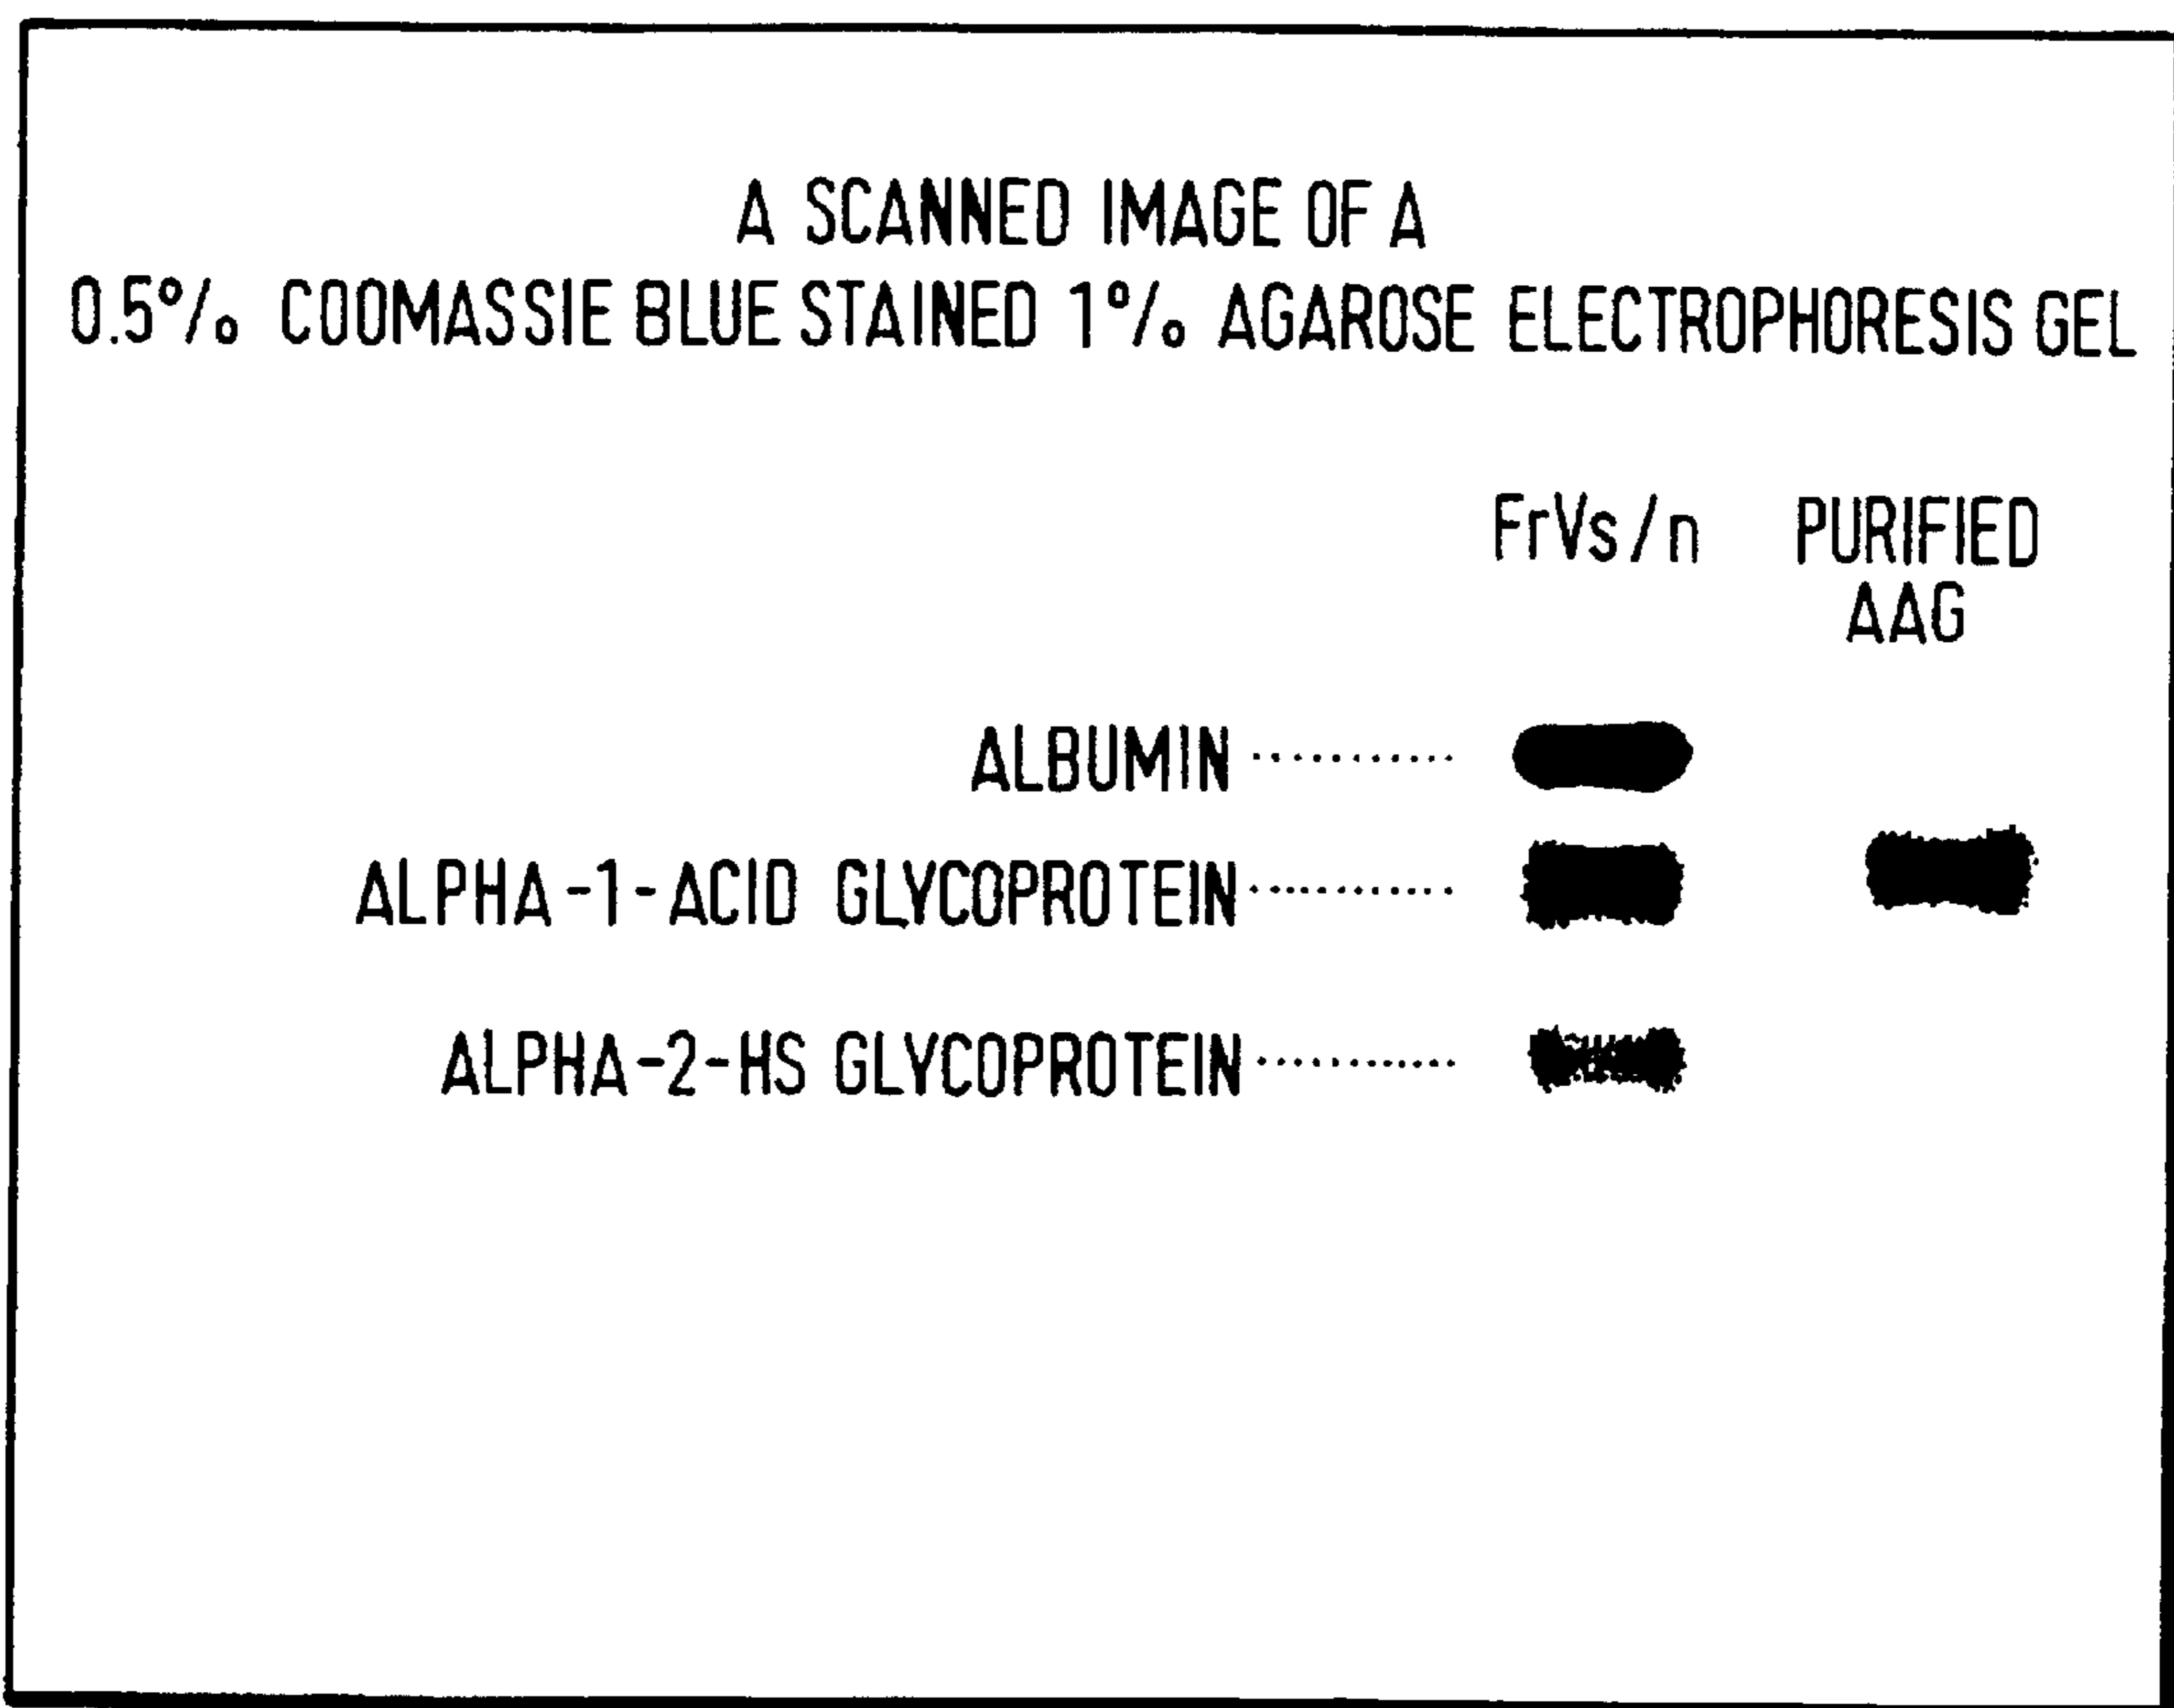 A SCANNED IMAGE OF A
0.5% COOMASSIE BLUE STAINED 1% AGAROSE ELECTROPHORESIS GEL
FrVs/n PURIFIED
AAG
ALBUMIN ...........
ALPHA-1-ACID GLYCOPROTEIN ...........
ALPHA-2-HS GLYCOPROTEIN ...........